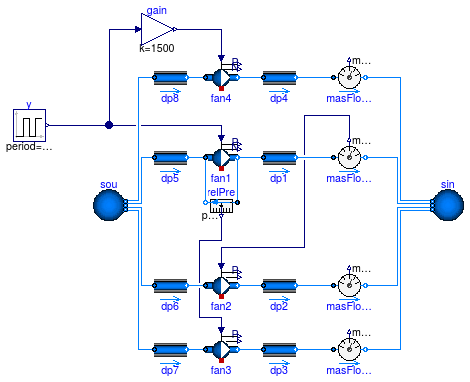 gain
k=1500
P
m...
dp8
fan4
dp4
masFlo...
y
period=...
P
m...
sou
dp5
fan1
dp1
masFlo...
sin
relPre
p...
P
m...
dp6
fan2
dp2
masFlo...
P
m...
dp7
fan3
dp3
masFlo...